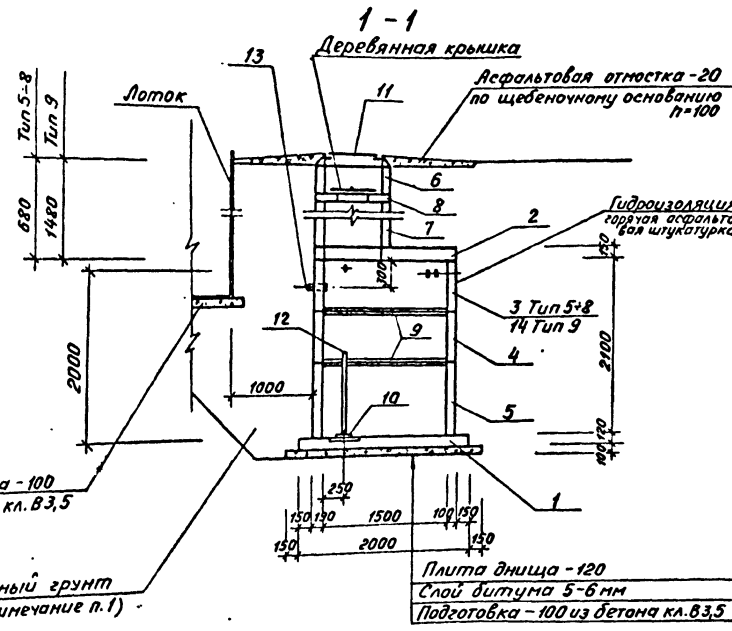 1 - 1
Деревянная крышка
13
Асфальтовая отмостка -20
по щебеночному основанию
h=100
Лоток
11
Тип 5÷8
Тип 9
6
8
7
680
1480
Гидроизоляция
горячая асфальто
вая штукатурка
2
150
300
3 Тип 5÷8
14 Тип 9
12
9
4
2000
2100
1000
10
5
120
100
250
1
150
130
1500
100
150
150
2000
150
а -100
кл. В3,5
ный грунт
имечание п.1)
Плита днища -120
Слой битума 5-6 мм
Подготовка -100 из бетона кл. В3,5